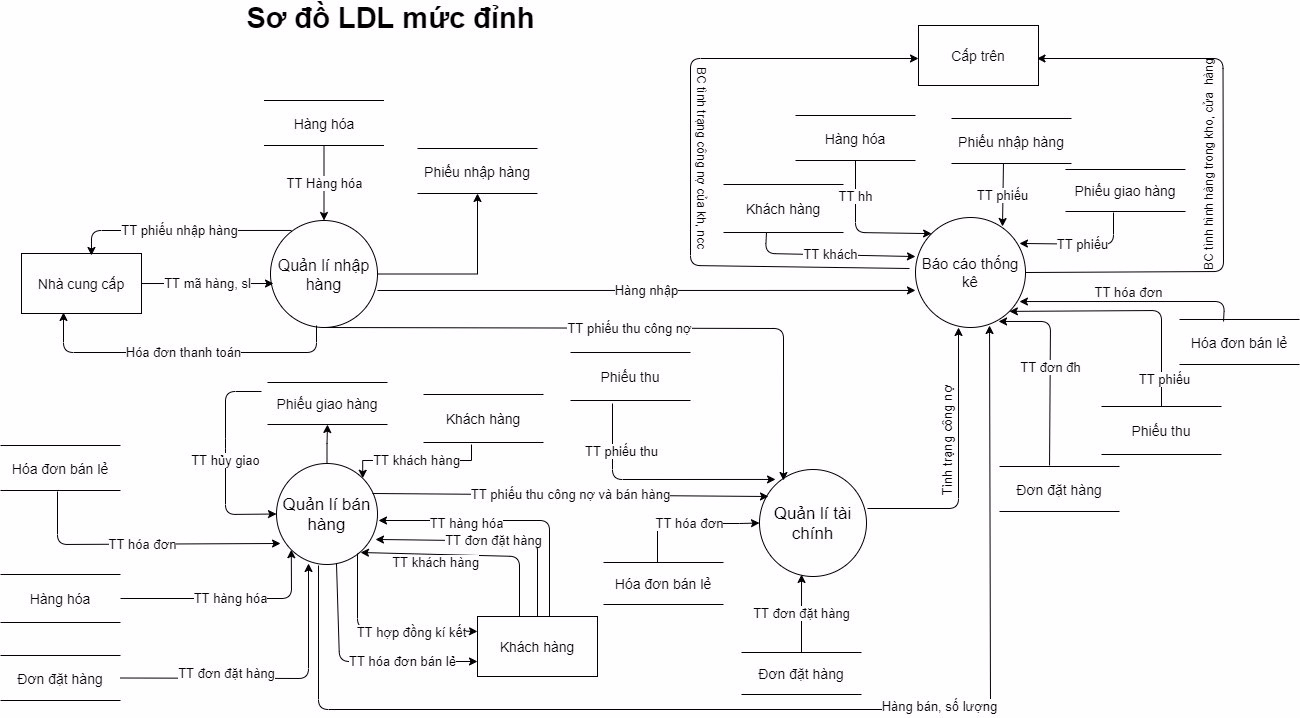 Sơ đồ LDL mức đỉnh
Cấp trên
BC tình trạng công nợ của kh, ncc
BC tình hình hàng trong kho, cửa hàng
Hàng hóa
TT Hàng hóa
Phiếu nhập hàng
Hàng hóa
Phiếu nhập hàng
TT hh
TT phiếu
Phiếu giao hàng
Khách hàng
TT phiếu
TT khách
TT phiếu nhập hàng
Quản lí nhập
hàng
Báo cáo thống
kê
Nhà cung cấp
TT mã hàng, sl
Hàng nhập
TT hóa đơn
TT phiếu thu công nợ
Hóa đơn thanh toán
Hóa đơn bán lẻ
TT đơn đh
TT phiếu
Phiếu thu
Phiếu thu
Phiếu giao hàng
Khách hàng
TT hủy giao
TT khách hàng
TT phiếu thu
Tình trạng công nợ
Hóa đơn bán lẻ
Đơn đặt hàng
Quản lí bán
hàng
TT phiếu thu công nợ và bán hàng
Quản lí tài
chính
TT hàng hóa
TT hóa đơn
TT hóa đơn
TT đơn đặt hàng
TT khách hàng
Hóa đơn bán lẻ
Hàng hóa
TT hàng hóa
TT đơn đặt hàng
TT hợp đồng kí kết
Khách hàng
TT hóa đơn bán lẻ
Đơn đặt hàng
TT đơn đặt hàng
Đơn đặt hàng
Hàng bán, số lượng